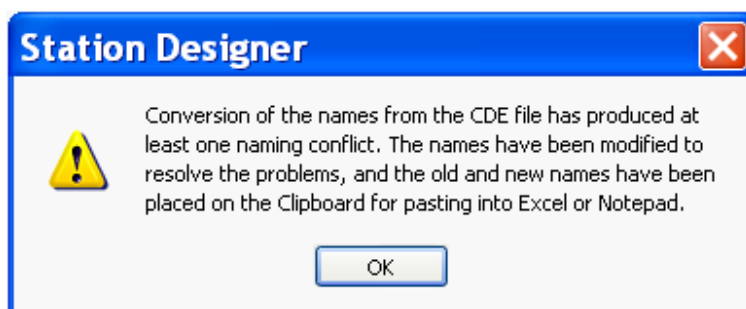 Station Designer
Conversion of the names from the CDE file has produced at
least one naming conflict. The names have been modified to
resolve the problems, and the old and new names have been
placed on the Clipboard for pasting into Excel or Notepad.
OK